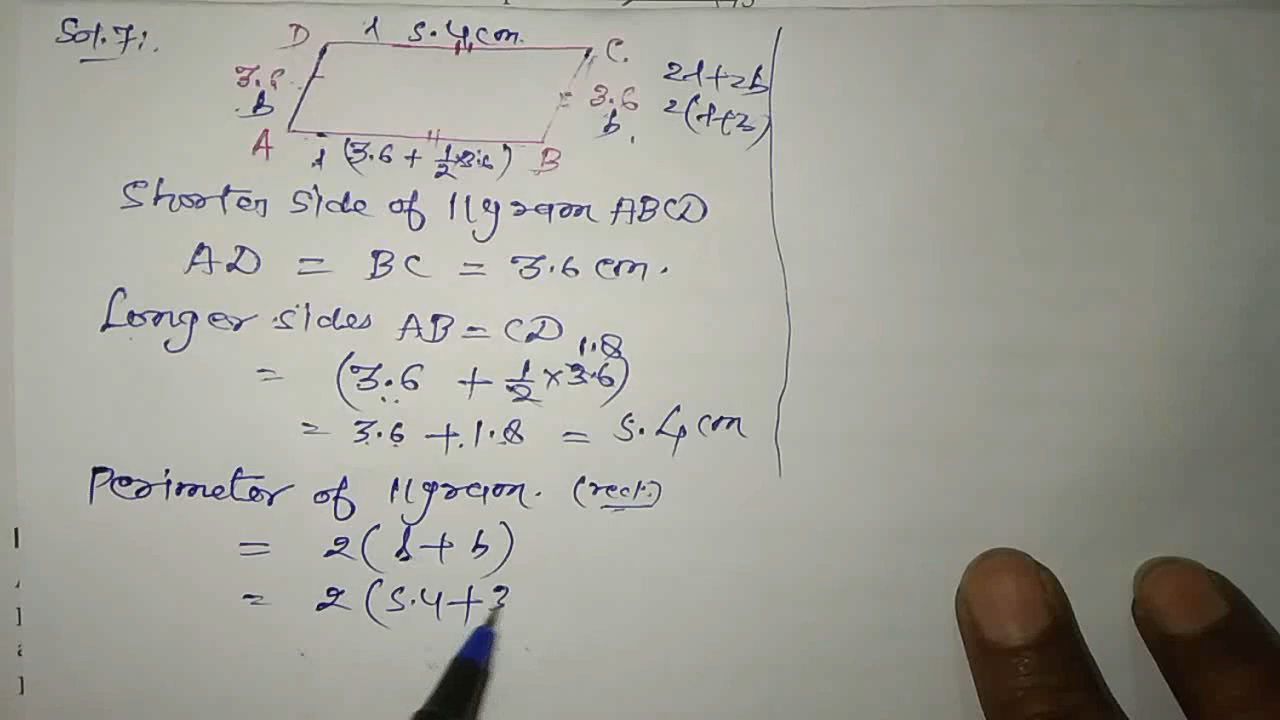 Sol.7:
D l 5.4 cm. C.
3.6 b
3.6 b.
2l+2b
2(l+b)
A l (3.6 + 1/2 × 3.6) B
Shorter side of ||gram ABCD
AD = BC = 3.6 cm.
Longer sides AB = CD
= (3.6 + 1/2 × 3.6) 1.8
= 3.6 + 1.8 = 5.4 cm
Perimeter of ||gram. (rect.)
= 2(l + b)
= 2(5.4+3